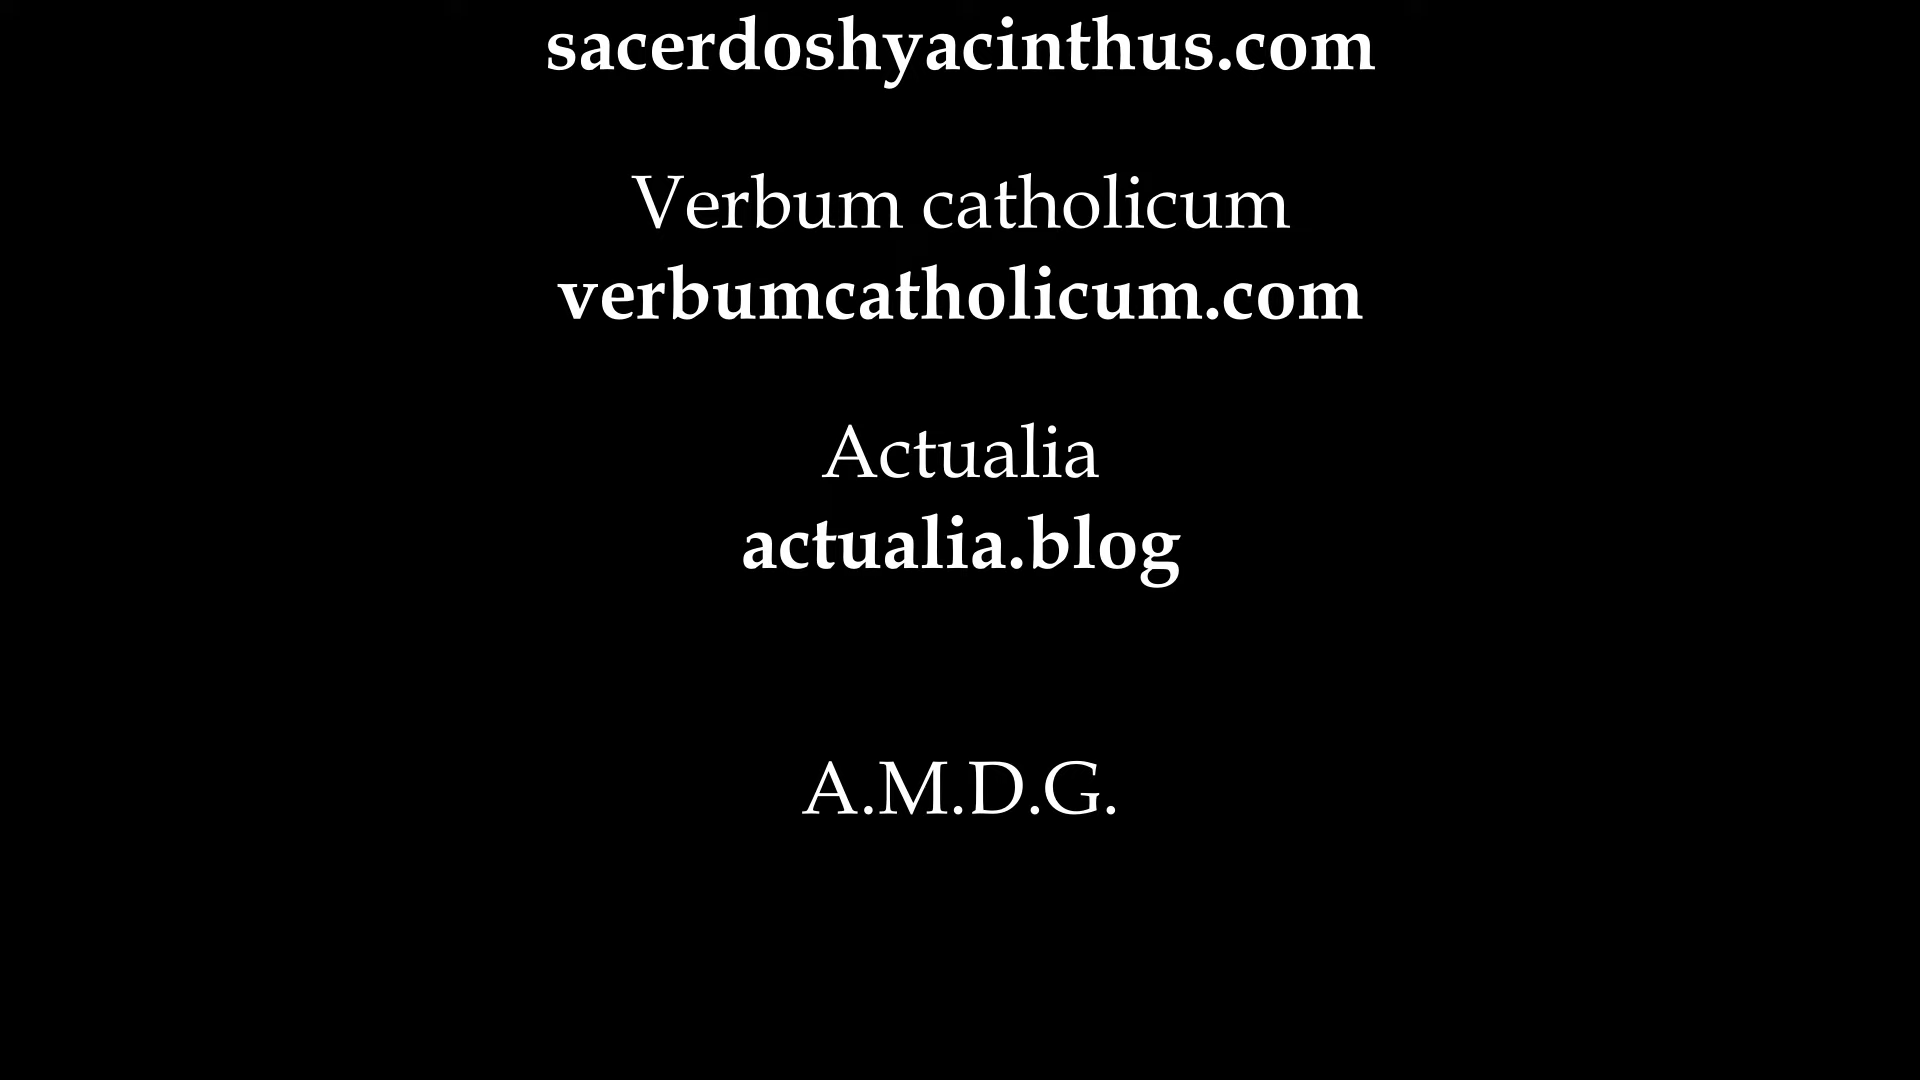 sacerdoshyacinthus.com
Verbum catholicum
verbumcatholicum.com
Actualia
actualia.blog
A.M.D.G.